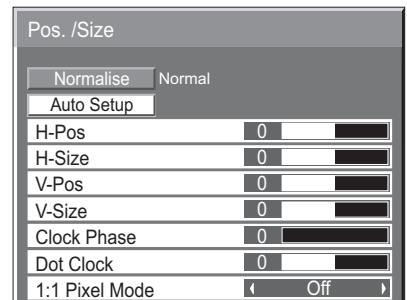 Pos. /Size
Normalise Normal
Auto Setup
H-Pos 0
H-Size 0
V-Pos 0
V-Size 0
Clock Phase 0
Dot Clock 0
1:1 Pixel Mode Off